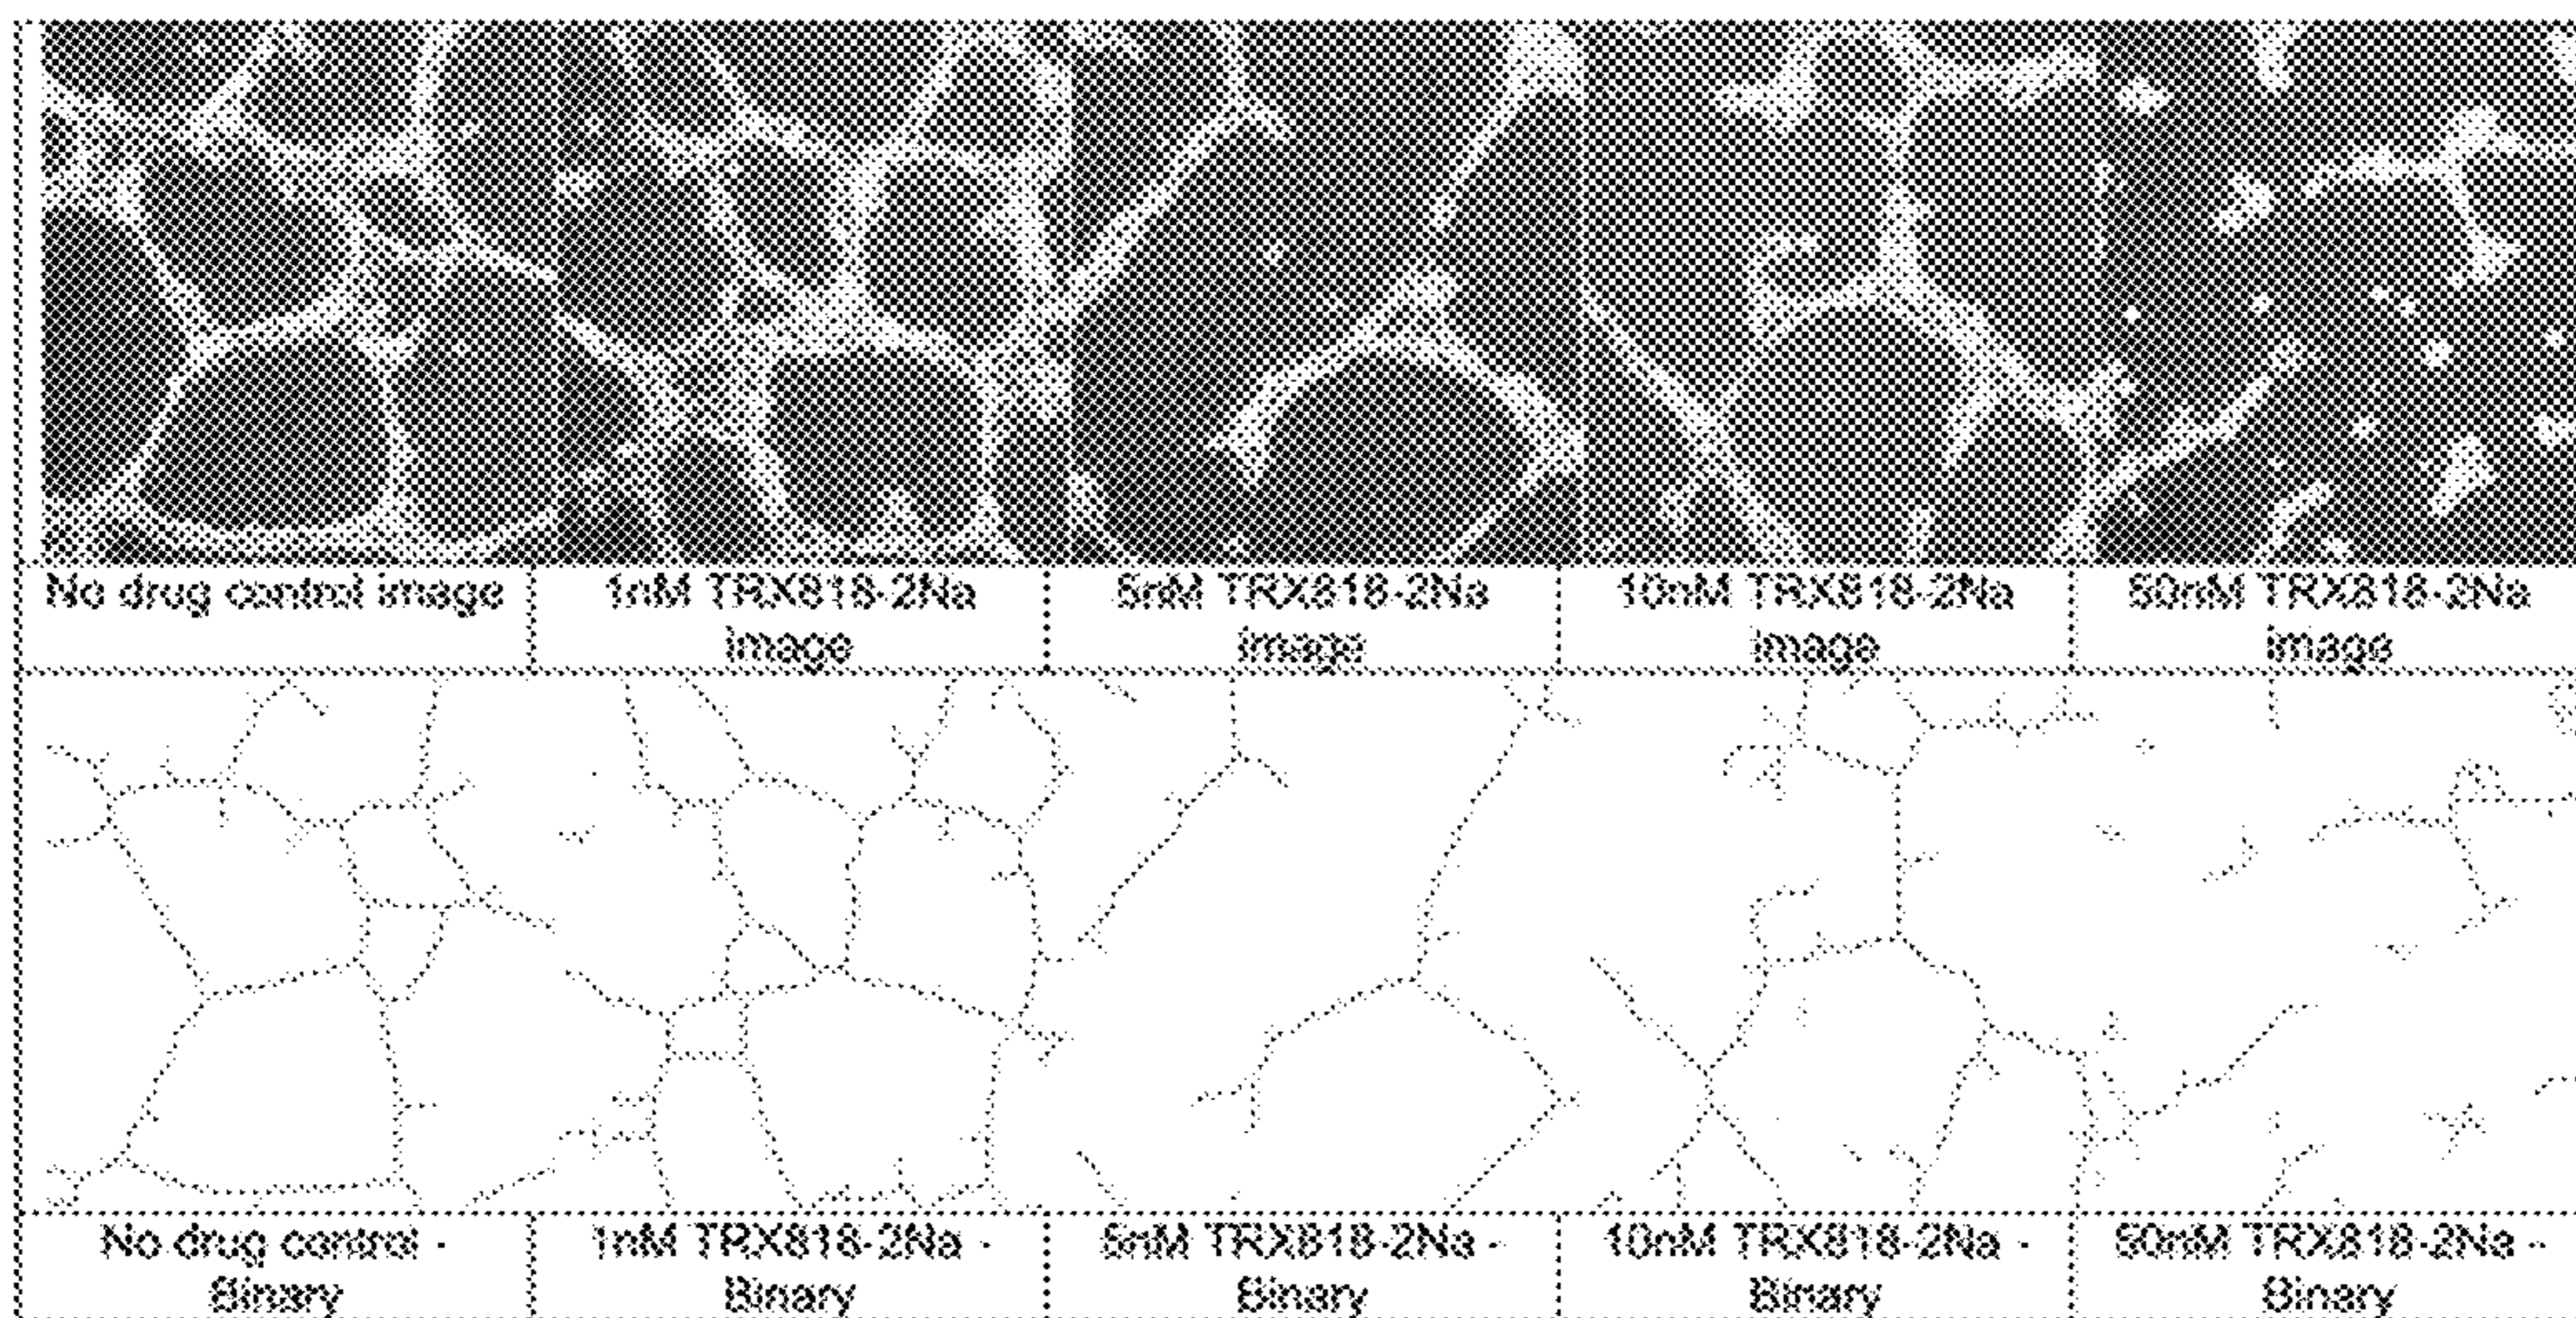 No drug control image
1nM TRX818-2Na
image
5nM TRX818-2Na
image
10nM TRX818-2Na
image
50nM TRX818-2Na
image
No drug control -
Binary
1nM TRX818-2Na -
Binary
5nM TRX818-2Na -
Binary
10nM TRX818-2Na -
Binary
50nM TRX818-2Na -
Binary